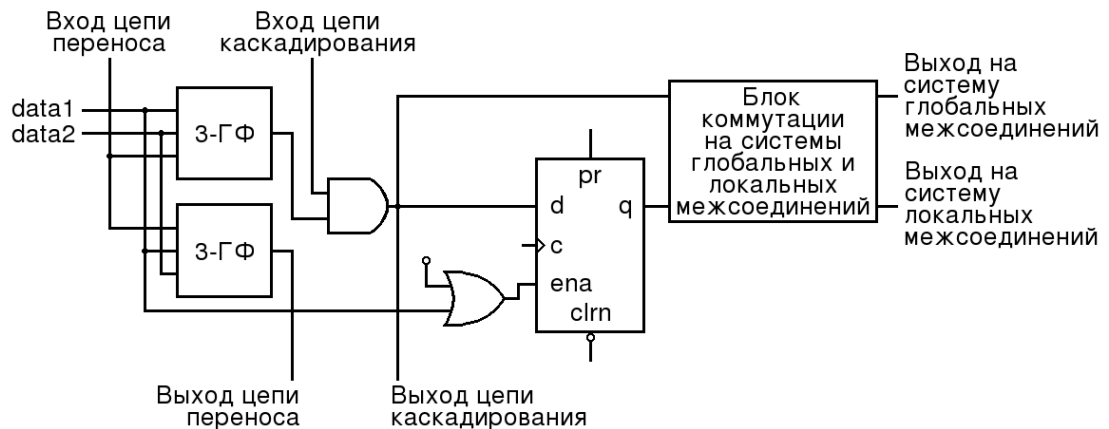 Вход цепи
переноса
Вход цепи
каскадирования
data1
data2
3-ГФ
3-ГФ
pr
d
q
c
ena
clrn
Блок
коммутации
на системы
глобальных и
локальных
межсоединений
Выход на
систему
глобальных
межсоединений
Выход на
систему
локальных
межсоединений
Выход цепи
переноса
Выход цепи
каскадирования